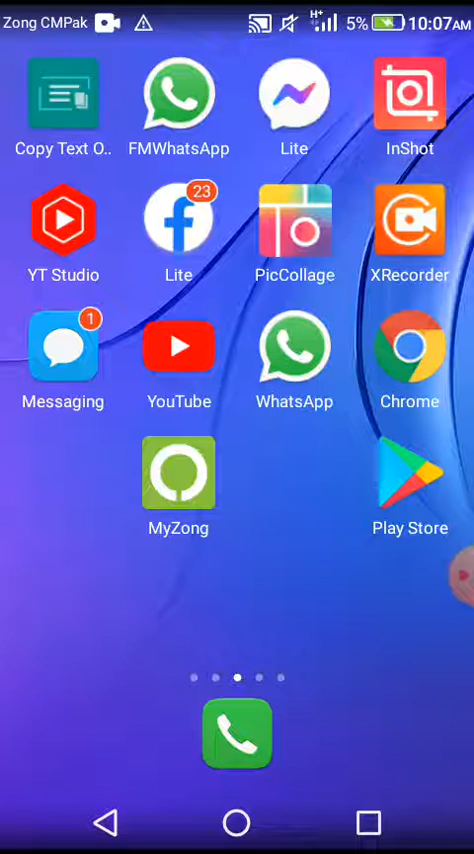 Zong CMPak H+ 5% 10:07AM
Copy Text O.. FMWhatsApp Lite InShot
23
YT Studio Lite PicCollage XRecorder
1
Messaging YouTube WhatsApp Chrome
MyZong Play Store